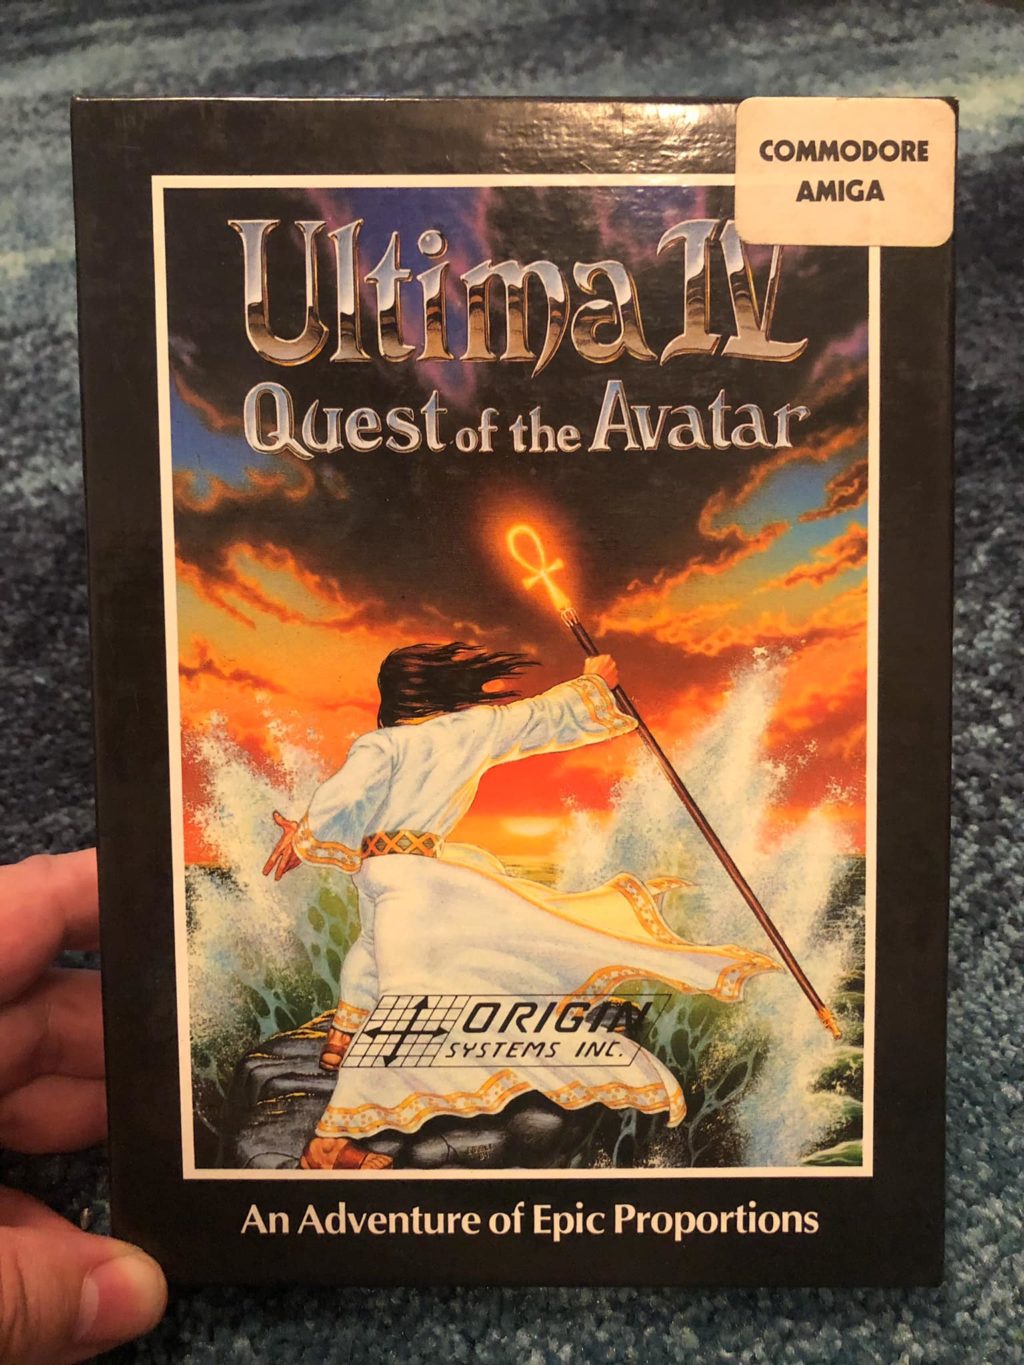 COMMODORE
AMIGA
Ultima IV
Quest of the Avatar
ORIGIN
SYSTEMS INC.
An Adventure of Epic Proportions